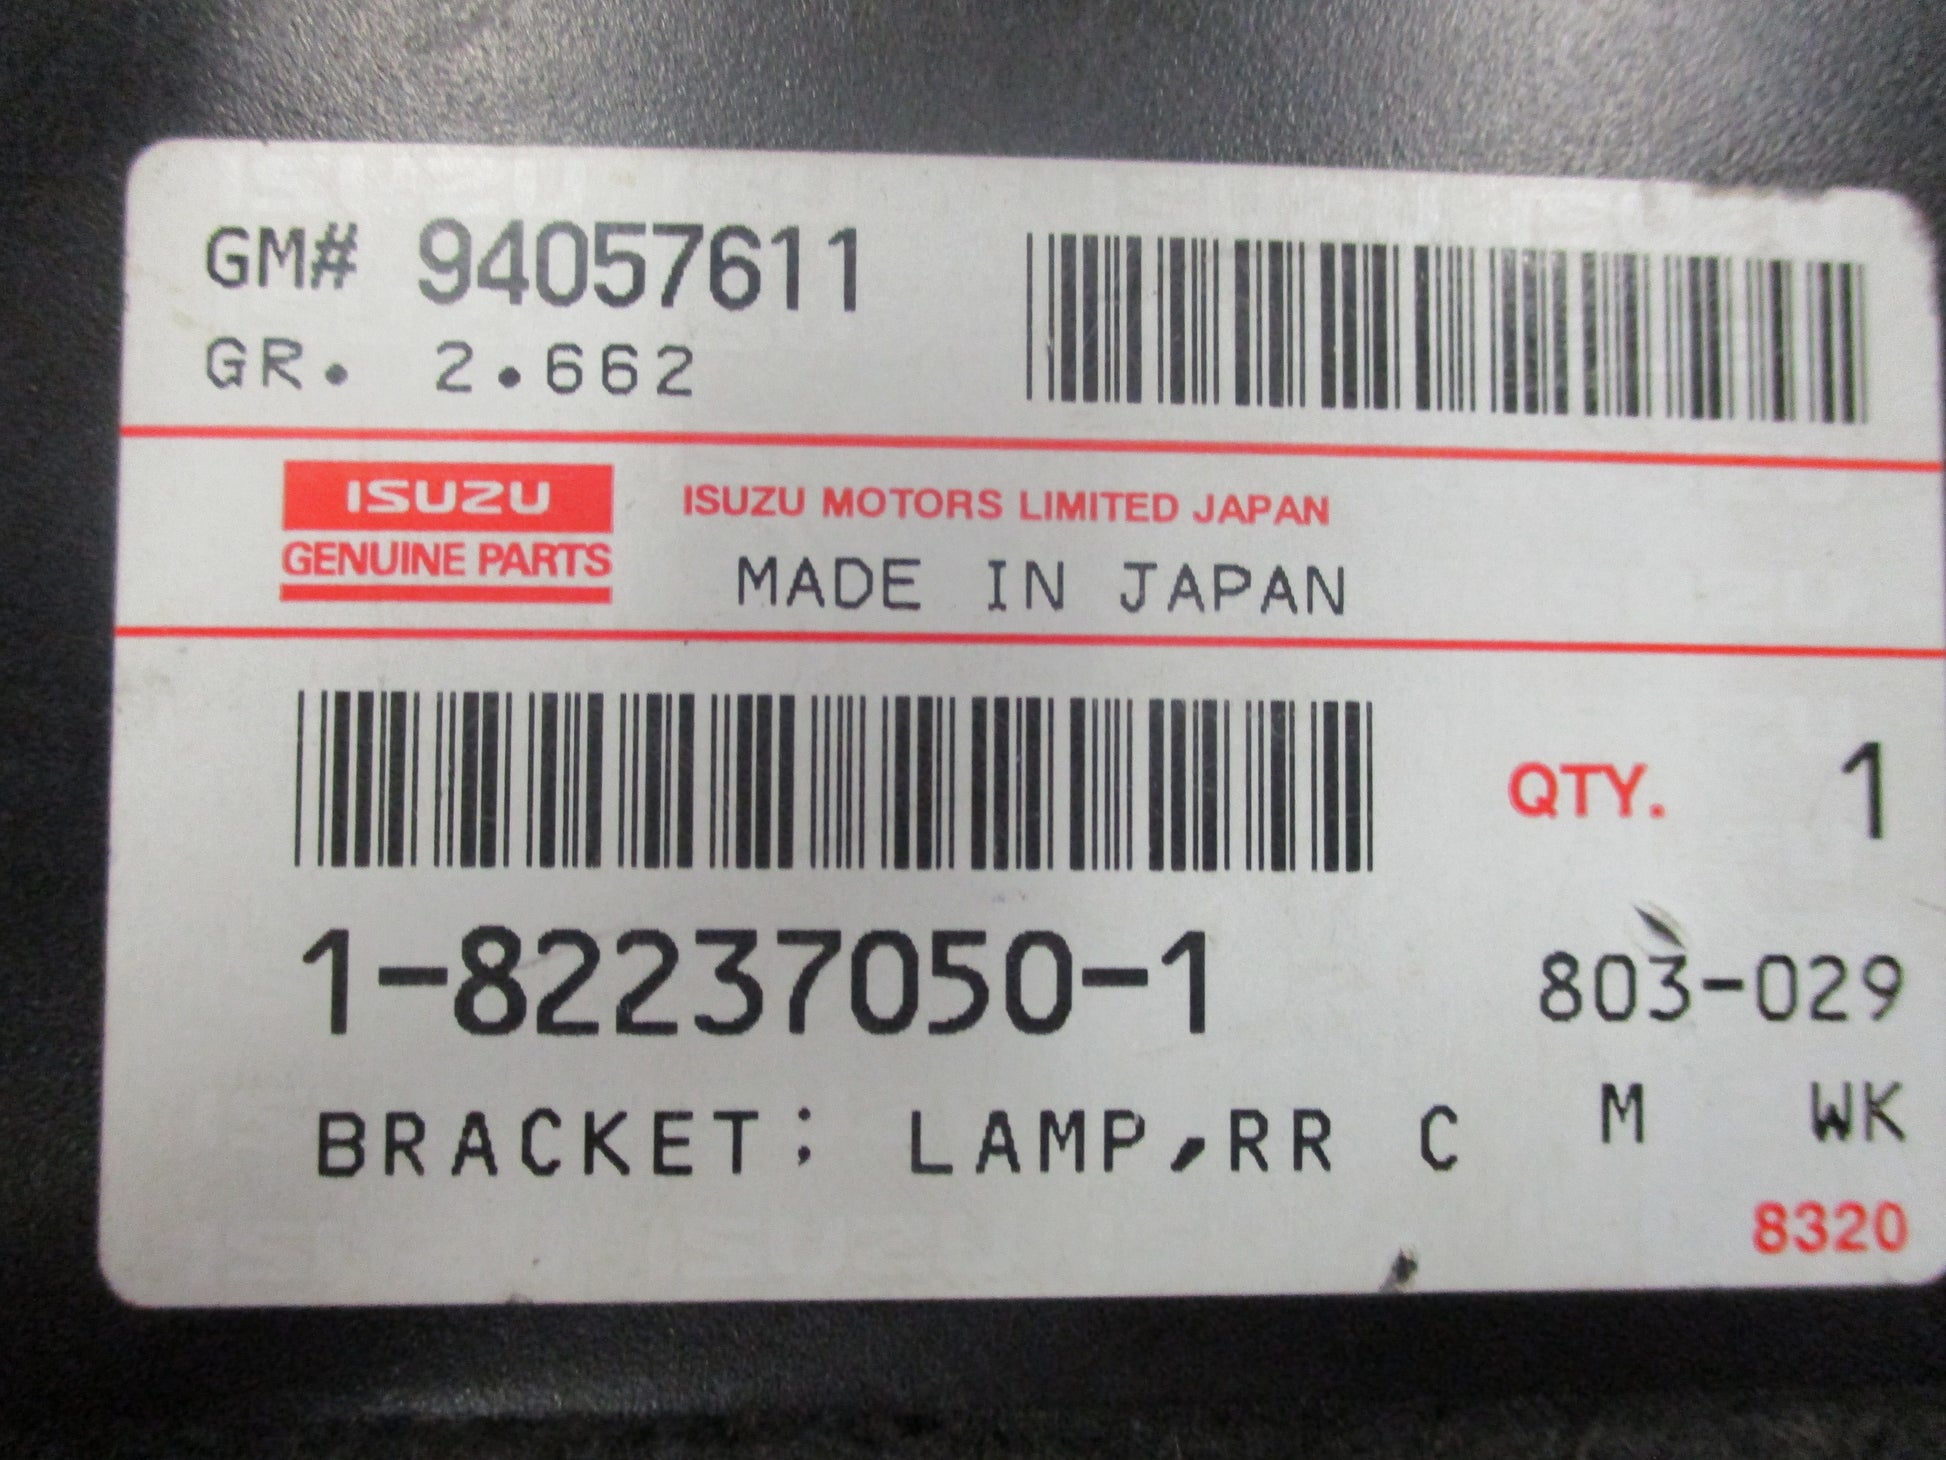 GM# 94057611
GR. 2.662
ISUZU
GENUINE PARTS
ISUZU MOTORS LIMITED JAPAN
MADE IN JAPAN
QTY. 1
1-82237050-1
803-029
BRACKET; LAMP,RR C
M WK
8320